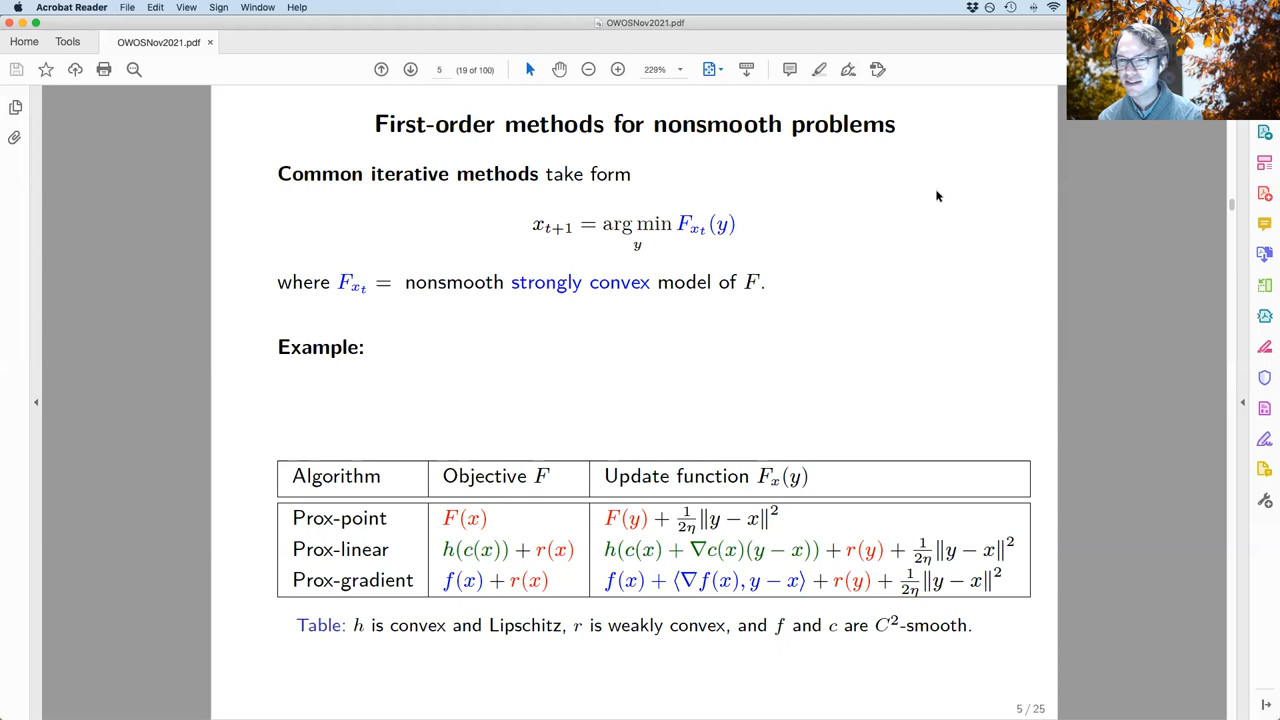 Acrobat Reader File Edit View Sign Window Help
OWOSNov2021.pdf
Home Tools OWOSNov2021.pdf ×
5 (19 of 100) 229%
First-order methods for nonsmooth problems
Common iterative methods take form
x_{t+1} = arg min F_{x_t}(y)
y
where F_{x_t} = nonsmooth strongly convex model of F.
Example:
Algorithm Objective F Update function F_x(y)
Prox-point F(x) F(y) + 1/2η ‖y − x‖²
Prox-linear h(c(x)) + r(x) h(c(x) + ∇c(x)(y − x)) + r(y) + 1/2η ‖y − x‖²
Prox-gradient f(x) + r(x) f(x) + ⟨∇f(x), y − x⟩ + r(y) + 1/2η ‖y − x‖²
Table: h is convex and Lipschitz, r is weakly convex, and f and c are C²-smooth.
5 / 25